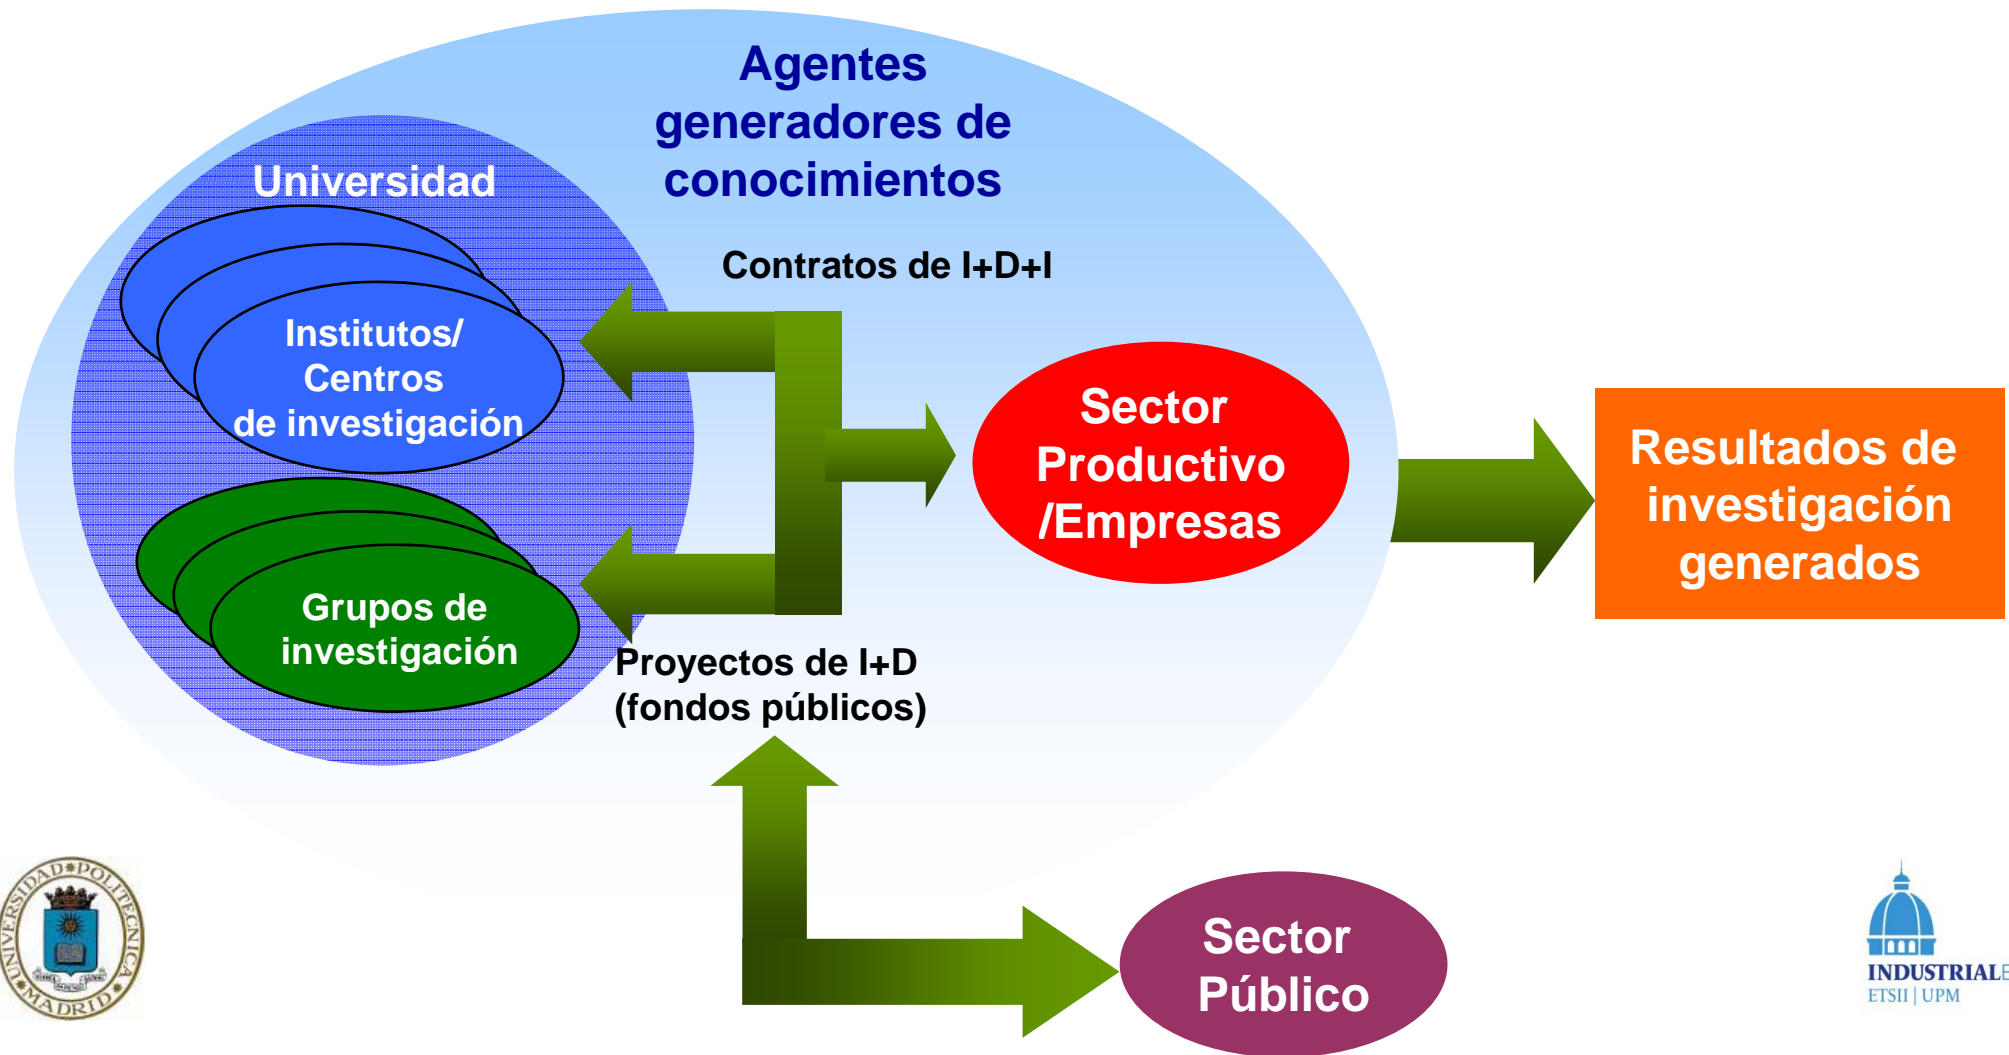 Agentes
generadores de
conocimientos
Universidad
Contratos de I+D+I
Institutos/
Centros
de investigación
Sector
Productivo
/Empresas
Resultados de
investigación
generados
Grupos de
investigación
Proyectos de I+D
(fondos públicos)
Sector
Público
UNIVERSIDAD POLITECNICA
MADRID
INDUSTRIALE
ETSII | UPM